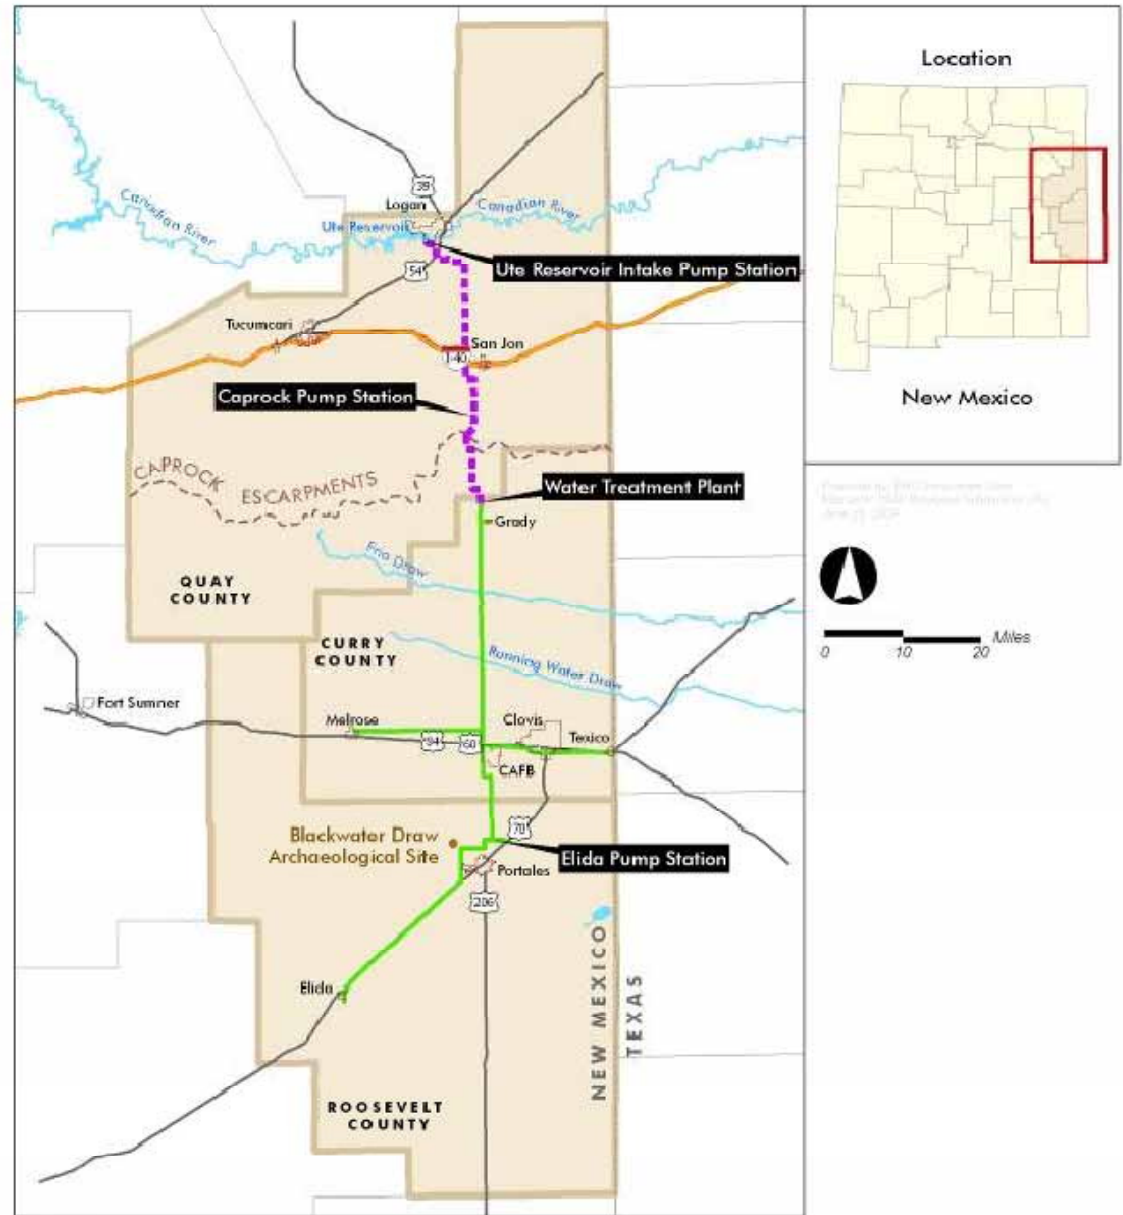 Location
New Mexico
39
Logan
Canadian River
Canadian River
Ute Reservoir
Ute Reservoir Intake Pump Station
54
Tucumcari
San Jon
I-40
Caprock Pump Station
CAPROCK ESCARPMENTS
Water Treatment Plant
Grady
Frio Draw
QUAY
COUNTY
CURRY
COUNTY
Running Water Draw
Fort Sumner
Melrose
Clovis
Texico
84
60
CAFB
70
Blackwater Draw
Archaeological Site
Elida Pump Station
Portales
206
Elida
NEW MEXICO
TEXAS
ROOSEVELT
COUNTY
Miles
0 10 20